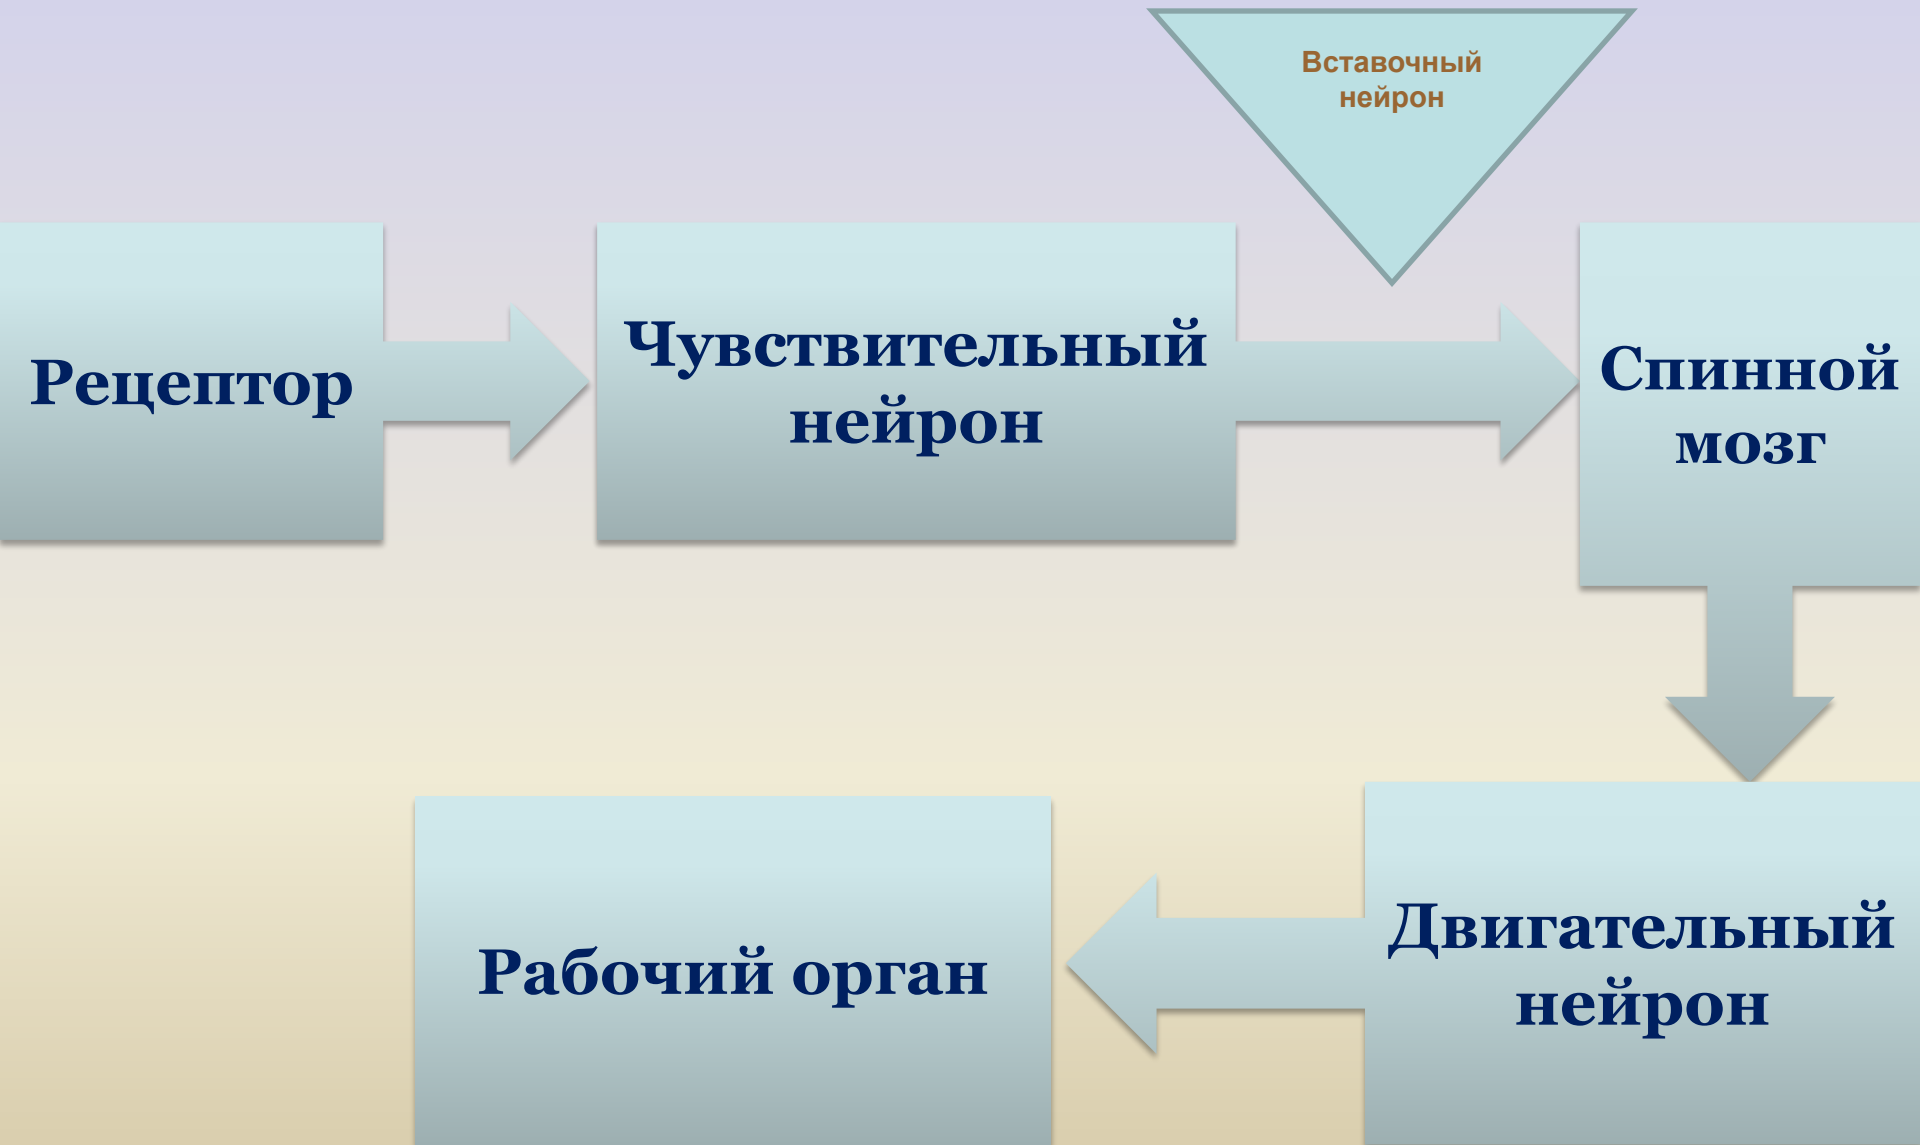 Вставочный
нейрон
Рецептор
Чувствительный
нейрон
Спинной
мозг
Двигательный
нейрон
Рабочий орган